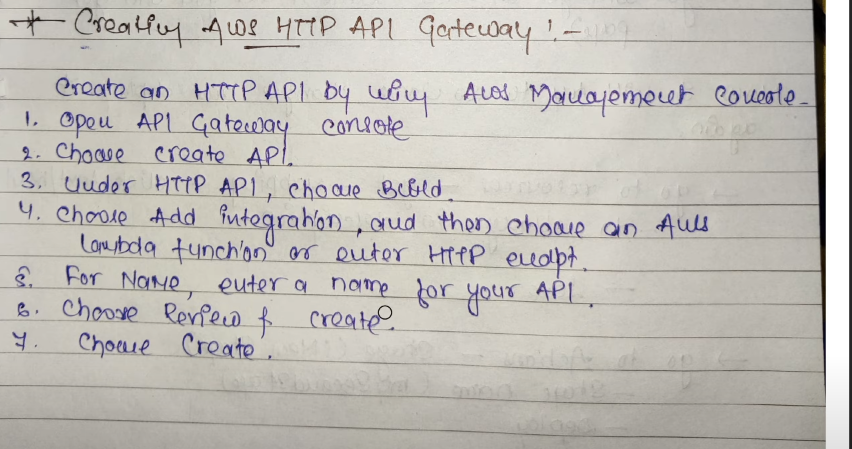 * Creating AWS HTTP API Gateway :-
Create an HTTP API by using AWS Management console.
1. Open API Gateway console
2. Choose create API.
3. Under HTTP API, choose Build.
4. Choose Add integration, and then choose an AWS
lambda function or enter HTTP endpt.
5. For Name, enter a name for your API.
6. Choose Review & create.
7. Choose Create.